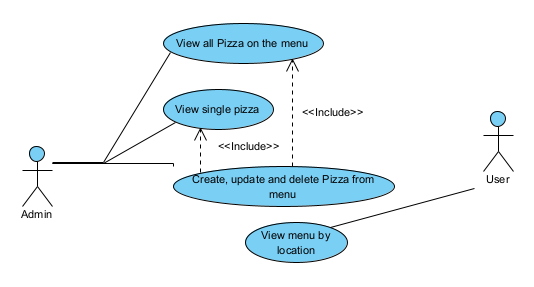 View all Pizza on the menu
View single pizza
<<Include>>
<<Include>>
Create, update and delete Pizza from
menu
Admin
User
View menu by
location